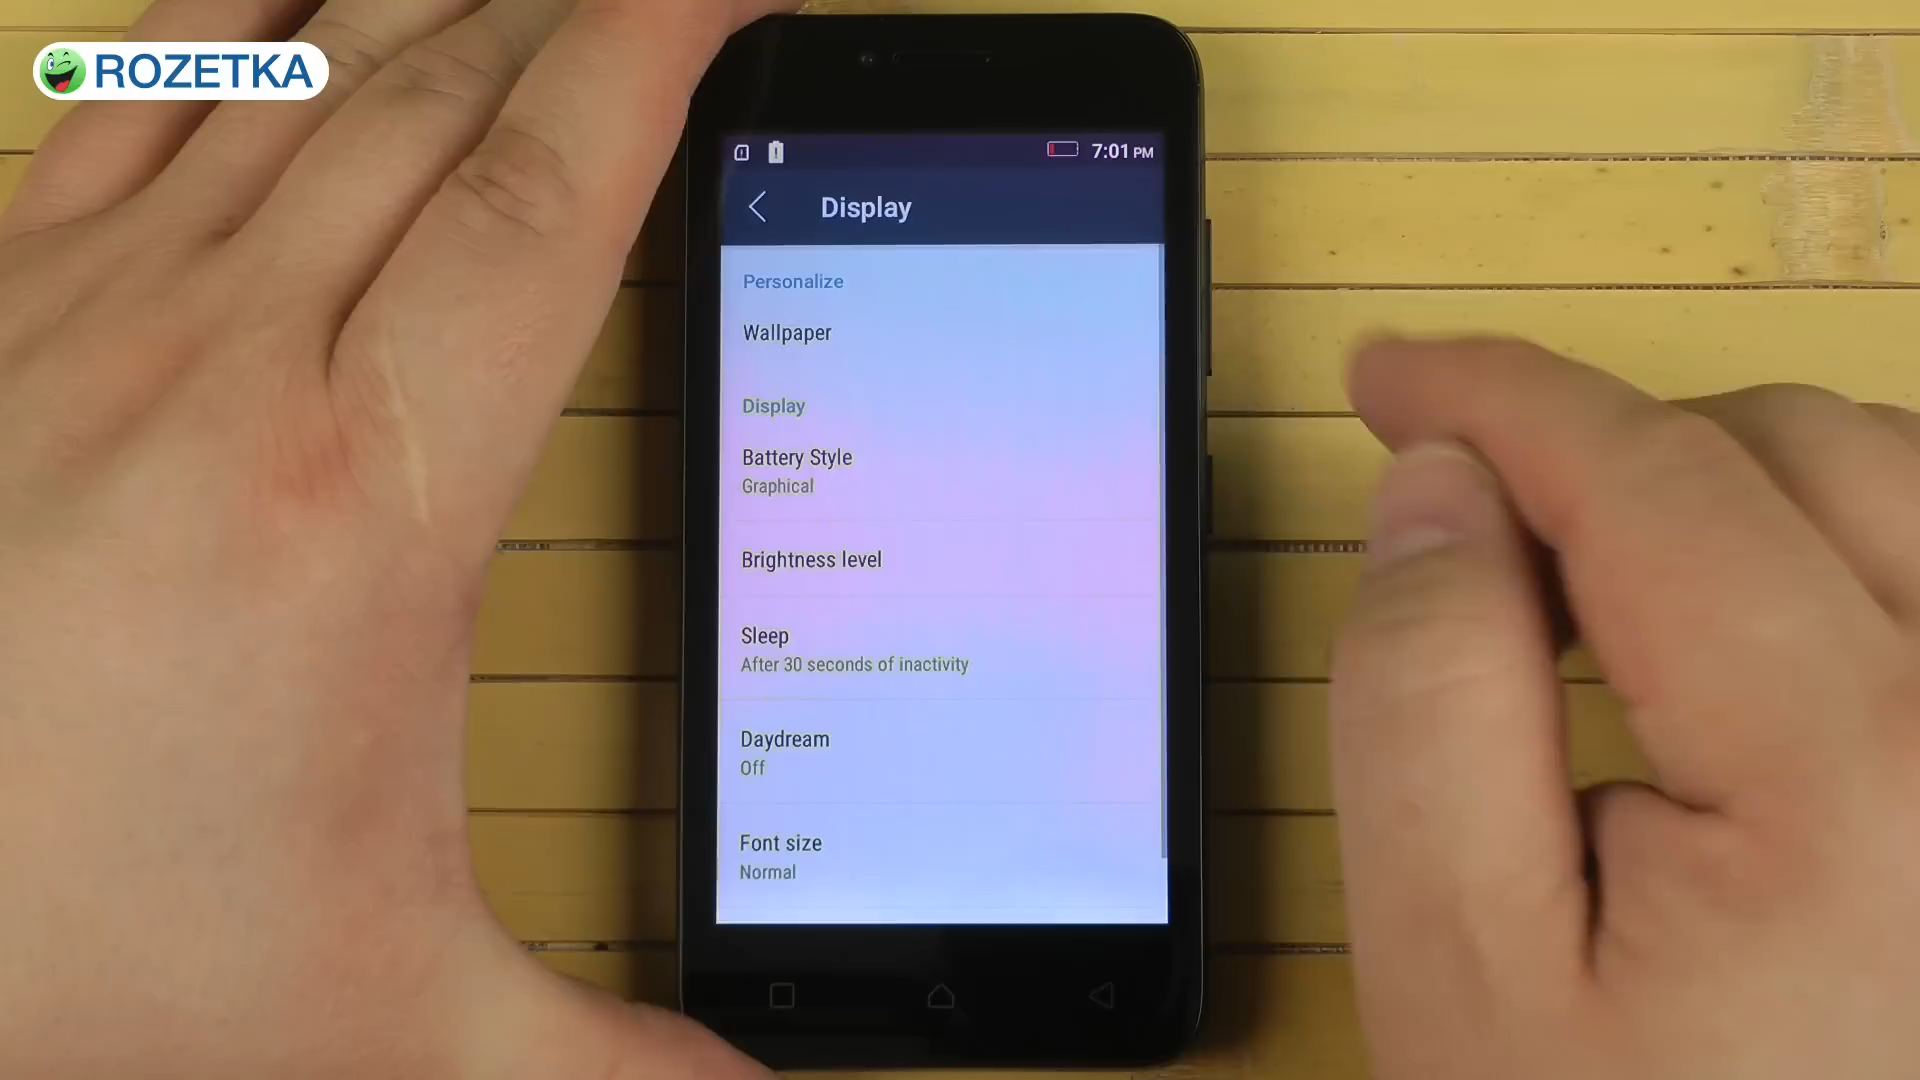 ROZETKA
7:01 PM
Display
Personalize
Wallpaper
Display
Battery Style
Graphical
Brightness level
Sleep
After 30 seconds of inactivity
Daydream
Off
Font size
Normal